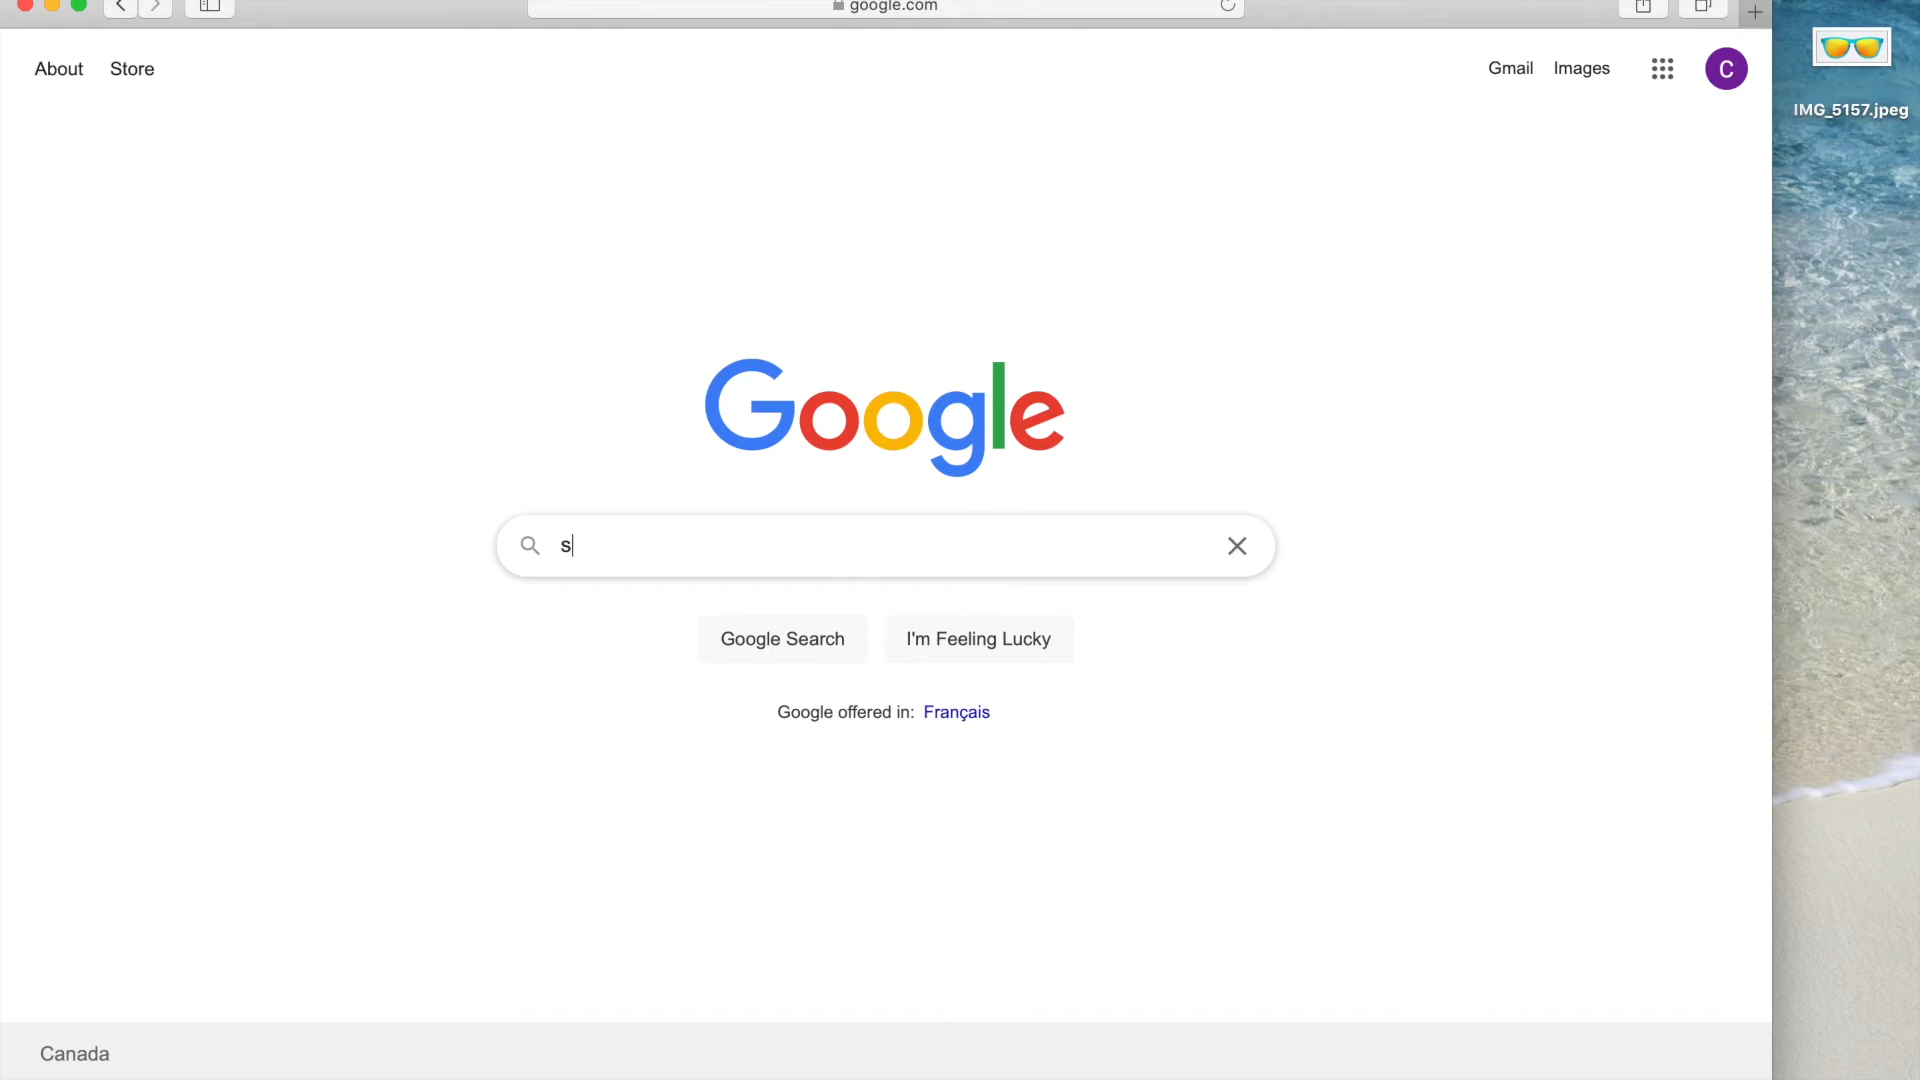 google.com
About Store
Gmail Images
C
IMG_5157.jpeg
Google
s
Google Search I'm Feeling Lucky
Google offered in: Français
Canada